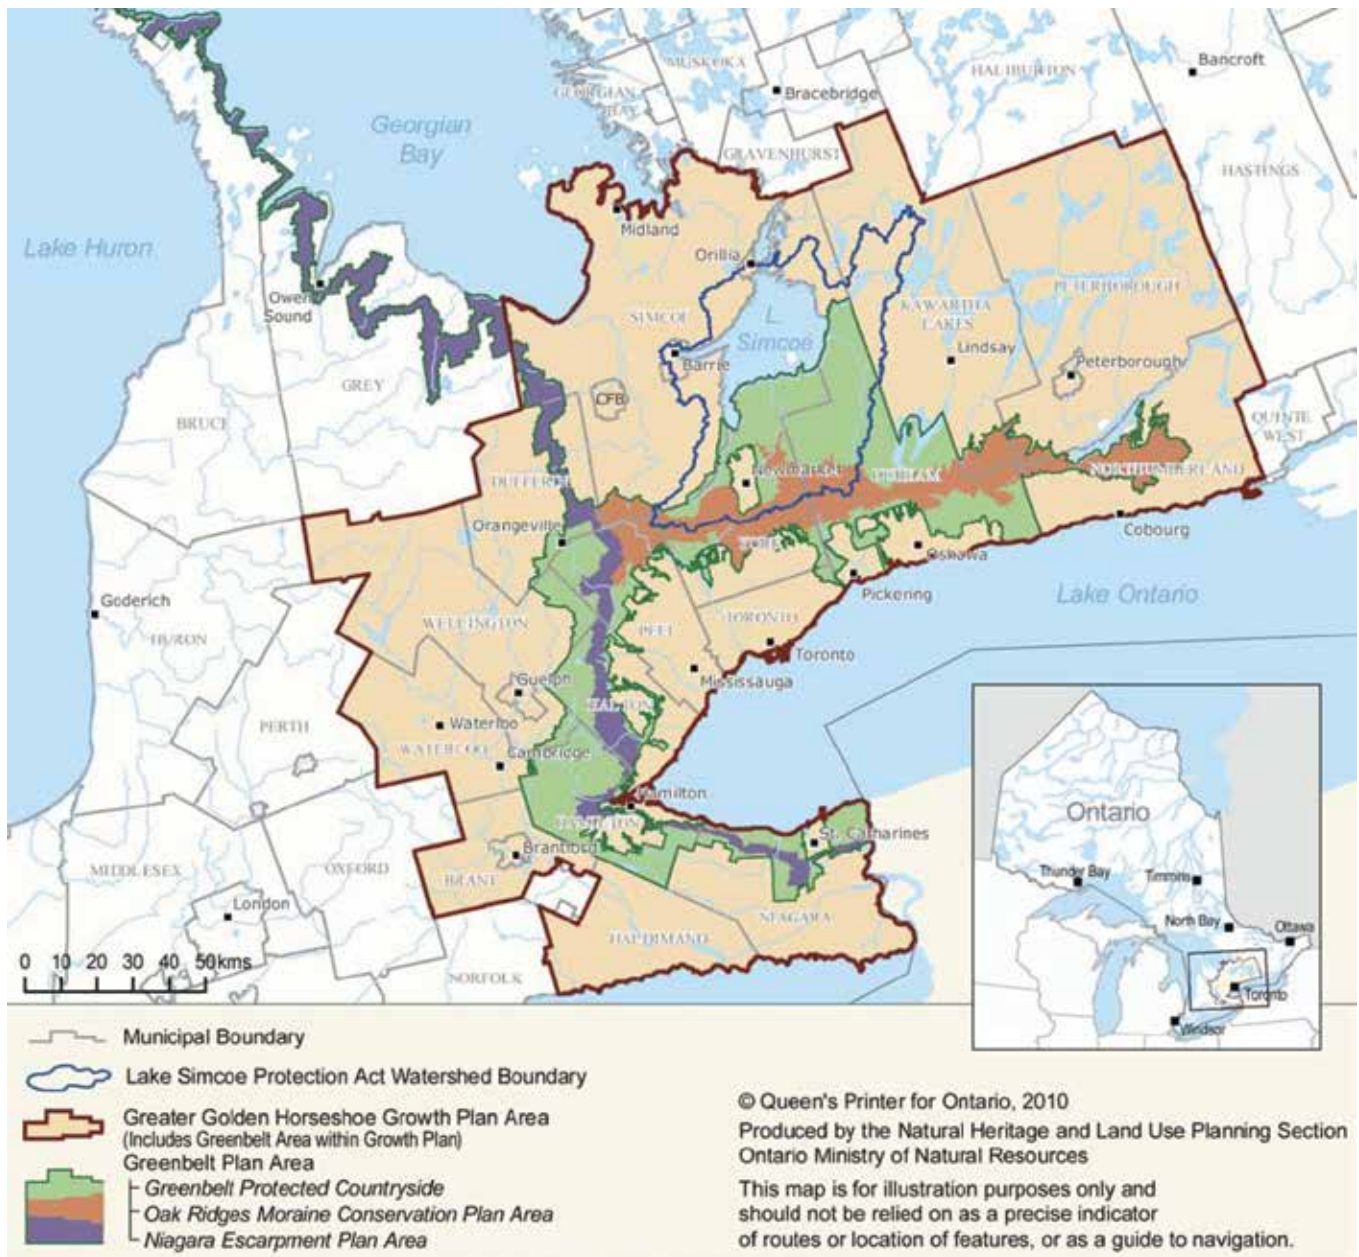 Bancroft
MUSKOKA
HALIBURTON
Bracebridge
GEORGIAN
BAY
Georgian
Bay
GRAVENHURST
HASTINGS
Lake Huron
Midland
Orillia
Owen
Sound
SIMCOE
L.
Simcoe
KAWARTHA
LAKES
PETERBOROUGH
Lindsay
Barrie
Peterborough
GREY
CFB
BRUCE
QUINTE
WEST
Newmarket
DURHAM
NORTHUMBERLAND
DUFFERIN
Orangeville
YORK
Cobourg
Oshawa
Goderich
Pickering
Lake Ontario
HURON
WELLINGTON
PEEL
TORONTO
Toronto
Guelph
Mississauga
HALTON
PERTH
Waterloo
WATERLOO
Cambridge
Hamilton
HAMILTON
St. Catharines
Brantford
MIDDLESEX
OXFORD
BRANT
London
NIAGARA
HALDIMAND
NORFOLK
0 10 20 30 40 50 kms
Ontario
Thunder Bay
Timmins
North Bay
Ottawa
Toronto
Windsor
Municipal Boundary
Lake Simcoe Protection Act Watershed Boundary
Greater Golden Horseshoe Growth Plan Area
(Includes Greenbelt Area within Growth Plan)
Greenbelt Plan Area
Greenbelt Protected Countryside
Oak Ridges Moraine Conservation Plan Area
Niagara Escarpment Plan Area
© Queen's Printer for Ontario, 2010
Produced by the Natural Heritage and Land Use Planning Section
Ontario Ministry of Natural Resources
This map is for illustration purposes only and
should not be relied on as a precise indicator
of routes or location of features, or as a guide to navigation.